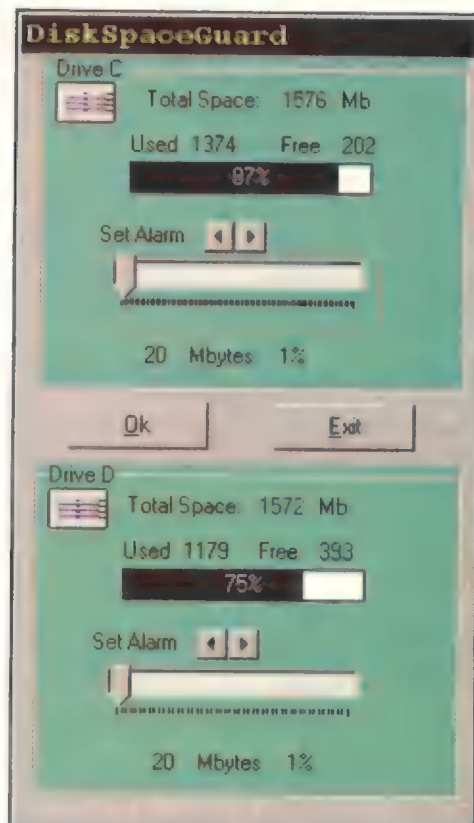 DiskSpaceGuard
Drive C
Total Space: 1576 Mb
Used 1374 Free 202
87%
Set Alarm
20 Mbytes 1%
Ok
Exit
Drive D
Total Space: 1572 Mb
Used 1179 Free 393
75%
Set Alarm
20 Mbytes 1%